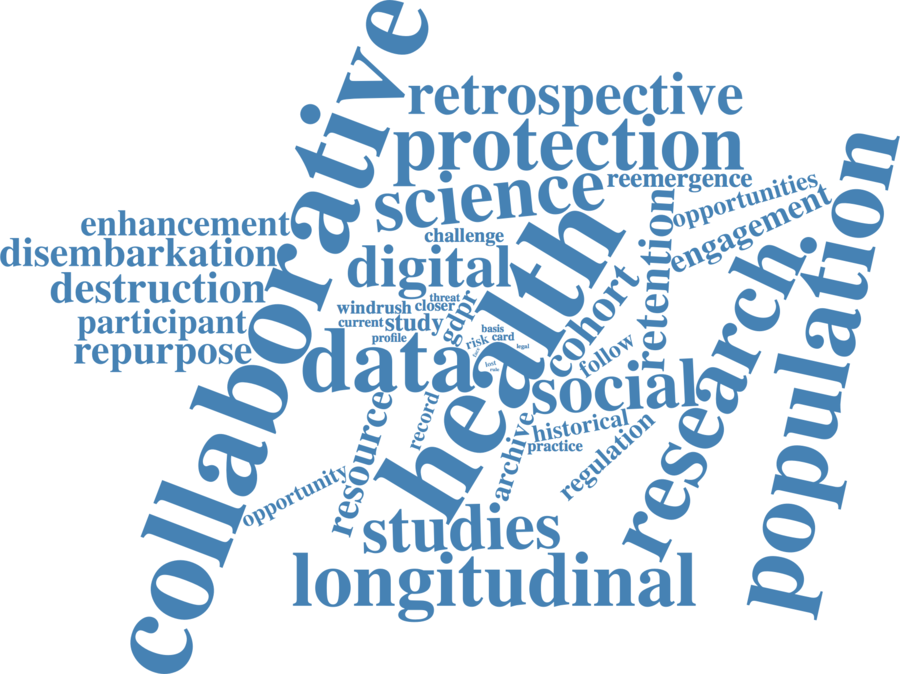 collaborative
retrospective
protection
science
reemergence
opportunities
engagement
population
enhancement
disembarkation
destruction
participant
repurpose
challenge
digital
health
retention
research.
threat
windrush
closer
gdpr
current
study
profile
basis
risk
card
legal
cohort
follow
data
social
resource
record
archive
historical
practice
regulation
opportunity
studies
longitudinal